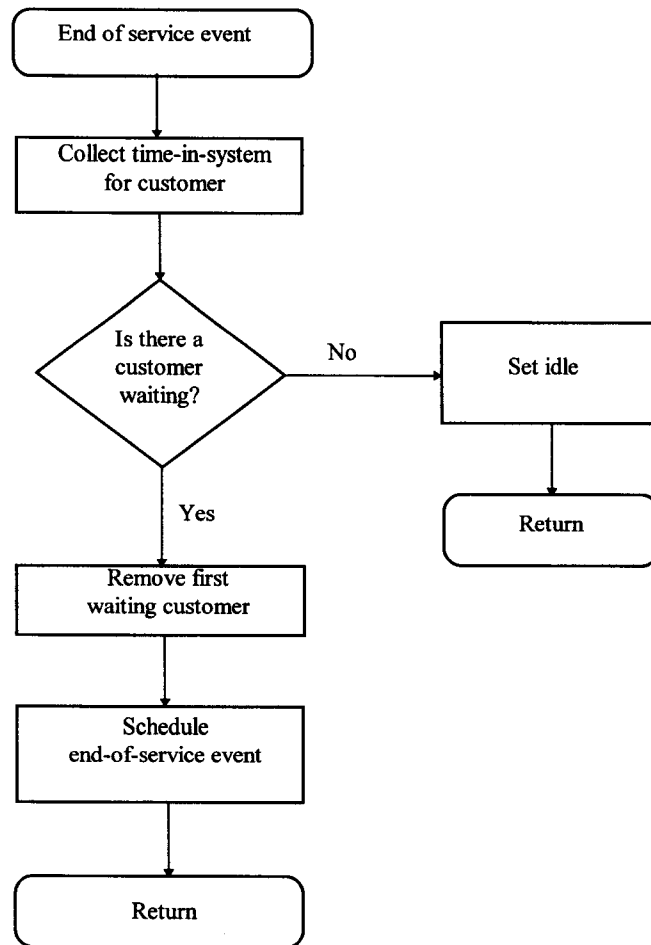 End of service event
Collect time-in-system
for customer
Is there a
customer
waiting?
No
Set idle
Yes
Return
Remove first
waiting customer
Schedule
end-of-service event
Return